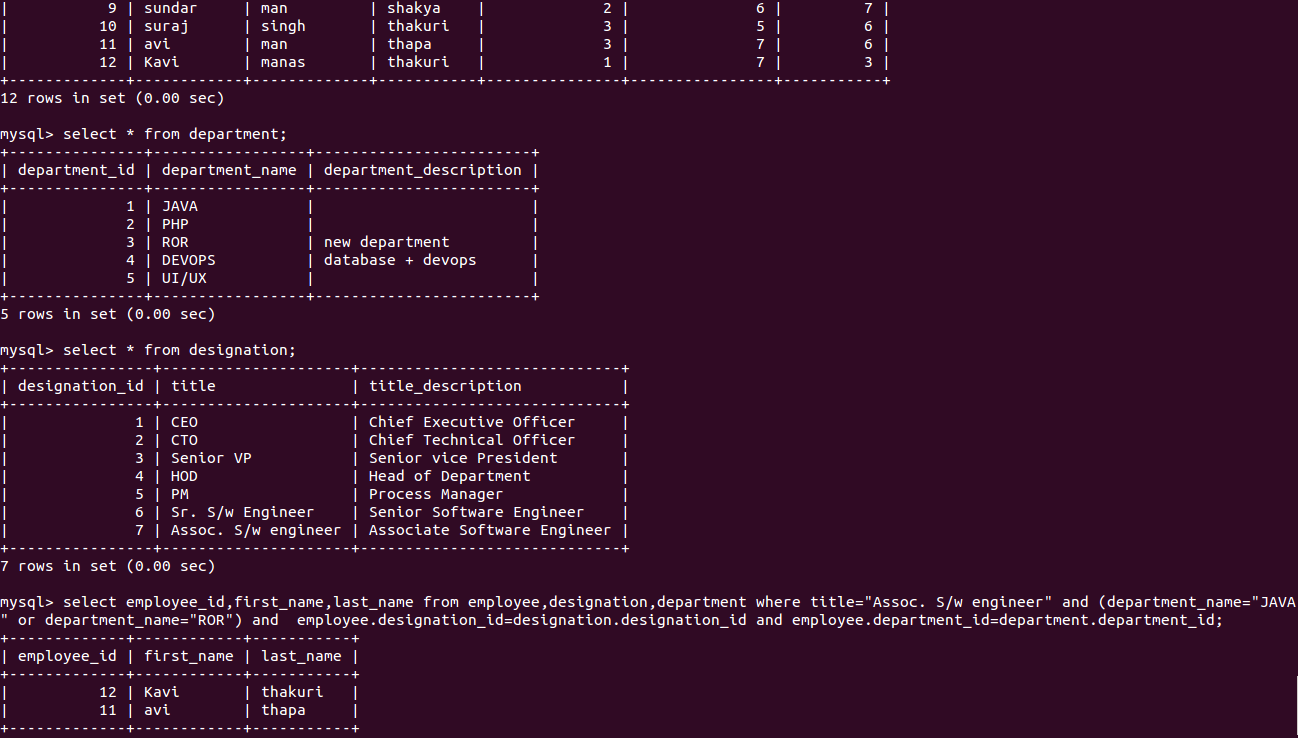 |           9 | sundar     | man         | shakya    |             2 |              6 |         7 |
|          10 | suraj      | singh       | thakuri   |             3 |              5 |         6 |
|          11 | avi        | man         | thapa     |             3 |              7 |         6 |
|          12 | Kavi       | manas       | thakuri   |             1 |              7 |         3 |
+-------------+------------+-------------+-----------+---------------+----------------+-----------+
12 rows in set (0.00 sec)
mysql> select * from department;
+---------------+-----------------+------------------------+
| department_id | department_name | department_description |
+---------------+-----------------+------------------------+
|             1 | JAVA            |                        |
|             2 | PHP             |                        |
|             3 | ROR             | new department         |
|             4 | DEVOPS          | database + devops      |
|             5 | UI/UX           |                        |
+---------------+-----------------+------------------------+
5 rows in set (0.00 sec)
mysql> select * from designation;
+----------------+---------------------+-----------------------------+
| designation_id | title               | title_description           |
+----------------+---------------------+-----------------------------+
|              1 | CEO                 | Chief Executive Officer     |
|              2 | CTO                 | Chief Technical Officer     |
|              3 | Senior VP           | Senior vice President       |
|              4 | HOD                 | Head of Department          |
|              5 | PM                  | Process Manager             |
|              6 | Sr. S/w Engineer    | Senior Software Engineer    |
|              7 | Assoc. S/w engineer | Associate Software Engineer |
+----------------+---------------------+-----------------------------+
7 rows in set (0.00 sec)
mysql> select employee_id,first_name,last_name from employee,designation,department where title="Assoc. S/w engineer" and (department_name="JAVA
" or department_name="ROR") and  employee.designation_id=designation.designation_id and employee.department_id=department.department_id;
+-------------+------------+-----------+
| employee_id | first_name | last_name |
+-------------+------------+-----------+
|          12 | Kavi       | thakuri   |
|          11 | avi        | thapa     |
+-------------+------------+-----------+